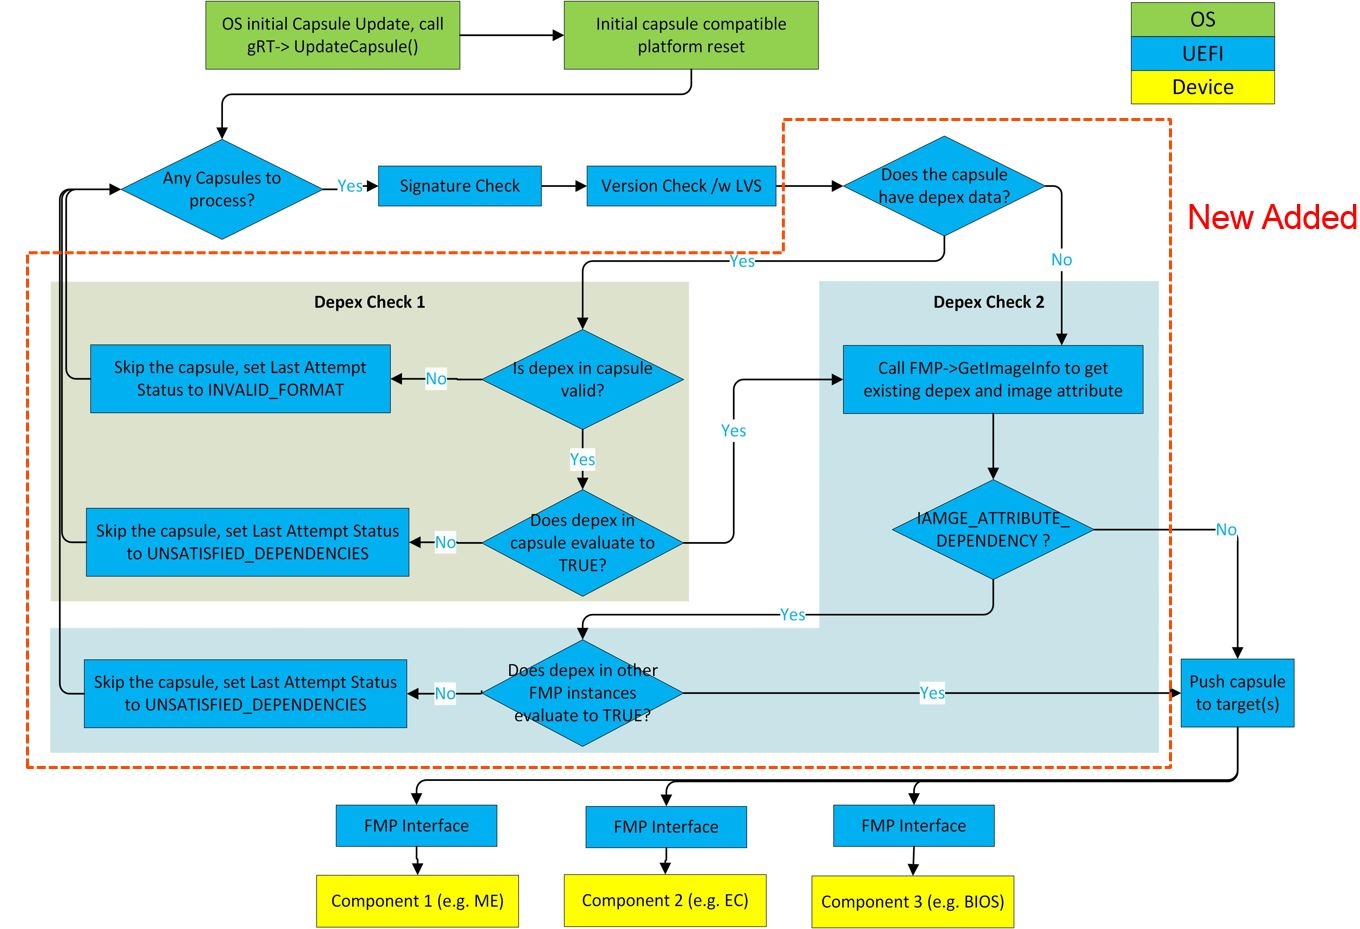 OS initial Capsule Update, call
gRT-> UpdateCapsule()
Initial capsule compatible
platform reset
OS
UEFI
Device
Any Capsules to
process?
Yes
Signature Check
Version Check /w LVS
Does the capsule
have depex data?
New Added
Yes
No
Depex Check 1
Depex Check 2
Skip the capsule, set Last Attempt
Status to INVALID_FORMAT
No
Is depex in capsule
valid?
Call FMP->GetImageInfo to get
existing depex and image attribute
Yes
Yes
Skip the capsule, set Last Attempt Status
to UNSATISFIED_DEPENDENCIES
No
Does depex in
capsule evaluate to
TRUE?
IAMGE_ATTRIBUTE_
DEPENDENCY ?
No
Yes
Skip the capsule, set Last Attempt Status
to UNSATISFIED_DEPENDENCIES
No
Does depex in other
FMP instances
evaluate to TRUE?
Yes
Push capsule
to target(s)
FMP Interface
FMP Interface
FMP Interface
Component 1 (e.g. ME)
Component 2 (e.g. EC)
Component 3 (e.g. BIOS)